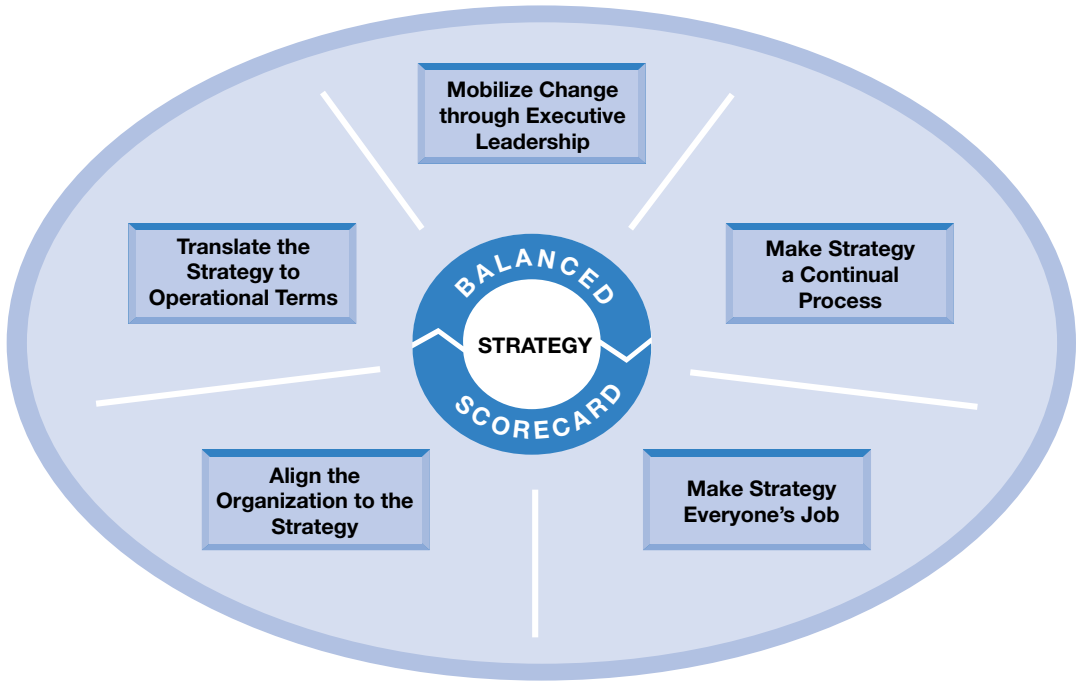 Mobilize Change
through Executive
Leadership
Translate the
Strategy to
Operational Terms
Make Strategy
a Continual
Process
BALANCED
STRATEGY
SCORECARD
Align the
Organization to the
Strategy
Make Strategy
Everyone’s Job